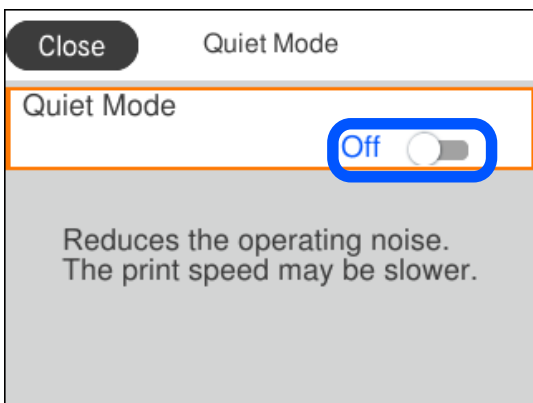 Close Quiet Mode
Quiet Mode
Off
Reduces the operating noise.
The print speed may be slower.